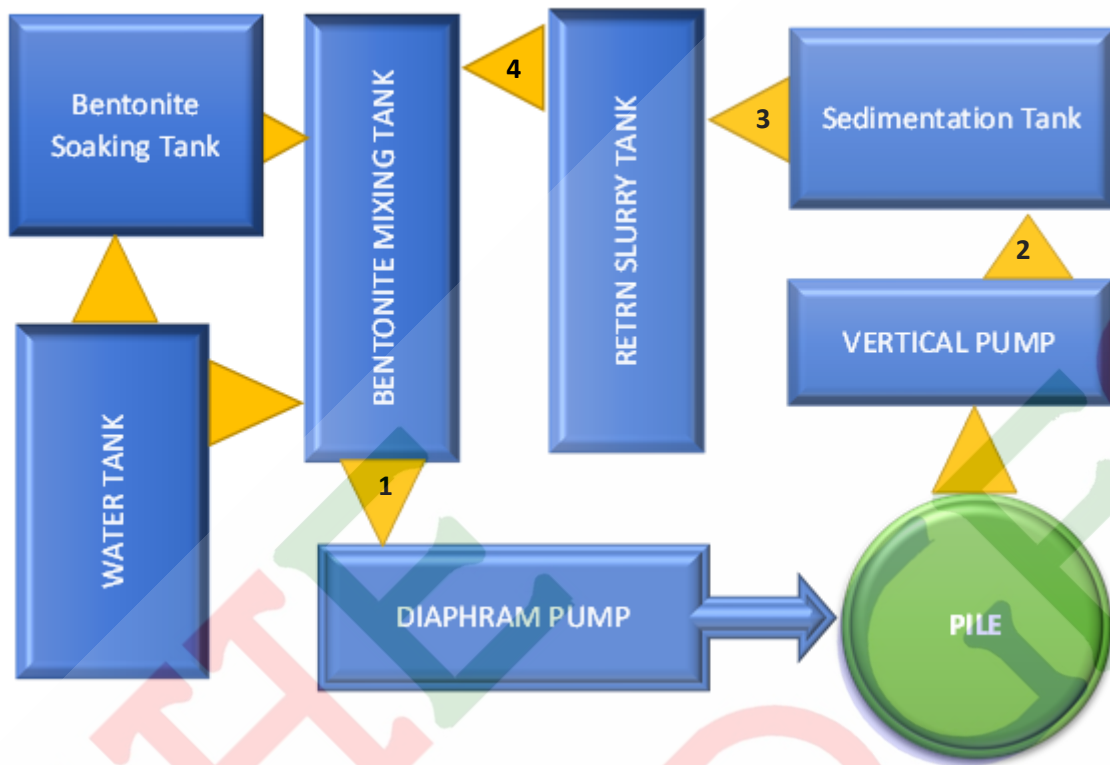 Bentonite
Soaking Tank
BENTONITE MIXING TANK
4
RETRN SLURRY TANK
3
Sedimentation Tank
2
VERTICAL PUMP
WATER TANK
1
DIAPHRAM PUMP
PILE